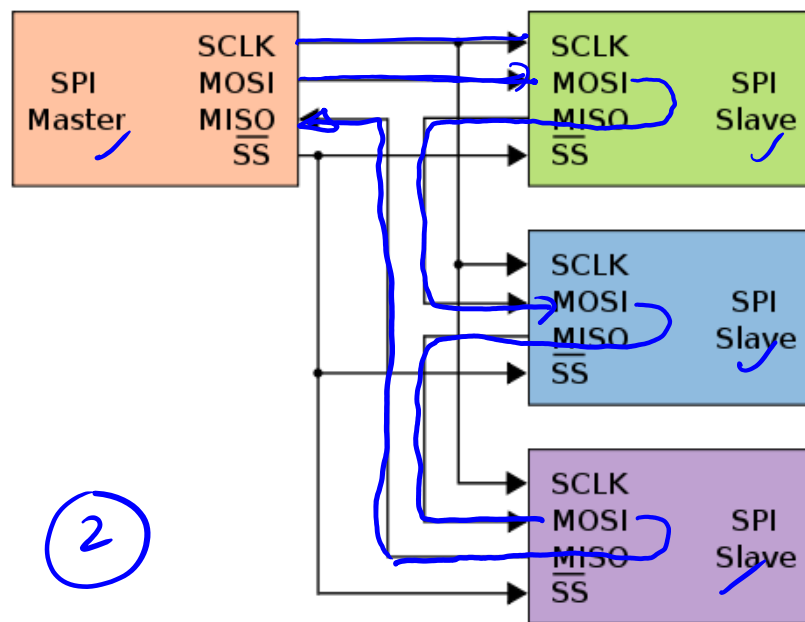 SPI
Master
SCLK
MOSI
MISO
SS
SCLK
MOSI
MISO
SS
SPI
Slave
SCLK
MOSI
MISO
SS
SPI
Slave
SCLK
MOSI
MISO
SS
SPI
Slave
2